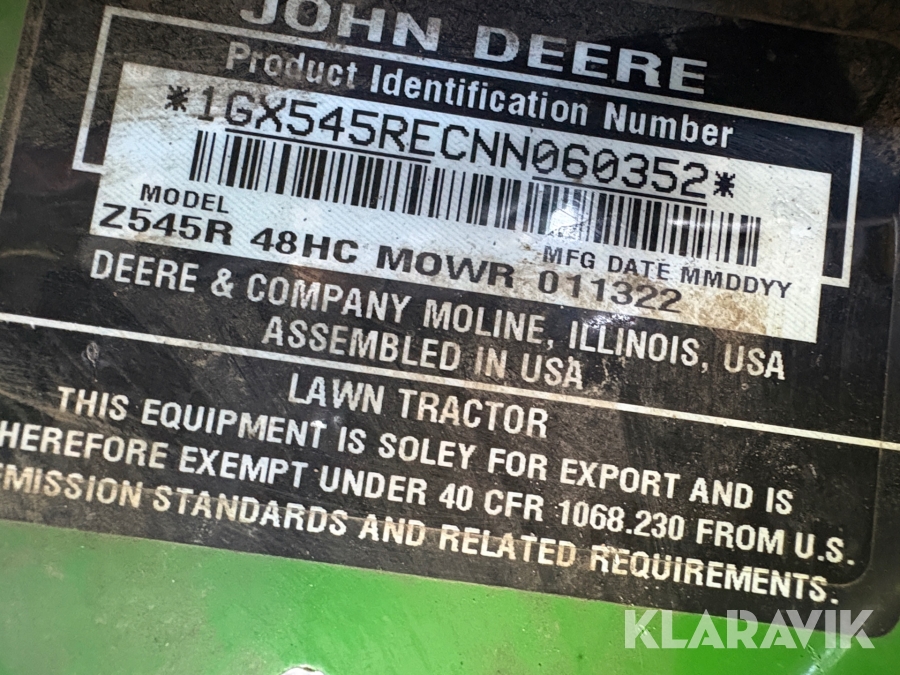 JOHN DEERE
Product Identification Number
*1GX545RECNN060352*
MODEL
MFG DATE MMDDYY
Z545R 48HC MOWR 011322
DEERE & COMPANY MOLINE, ILLINOIS, USA
ASSEMBLED IN USA
LAWN TRACTOR
THIS EQUIPMENT IS SOLEY FOR EXPORT AND IS
HEREFORE EXEMPT UNDER 40 CFR 1068.230 FROM U.S.
MISSION STANDARDS AND RELATED REQUIREMENTS.
KLARAVIK